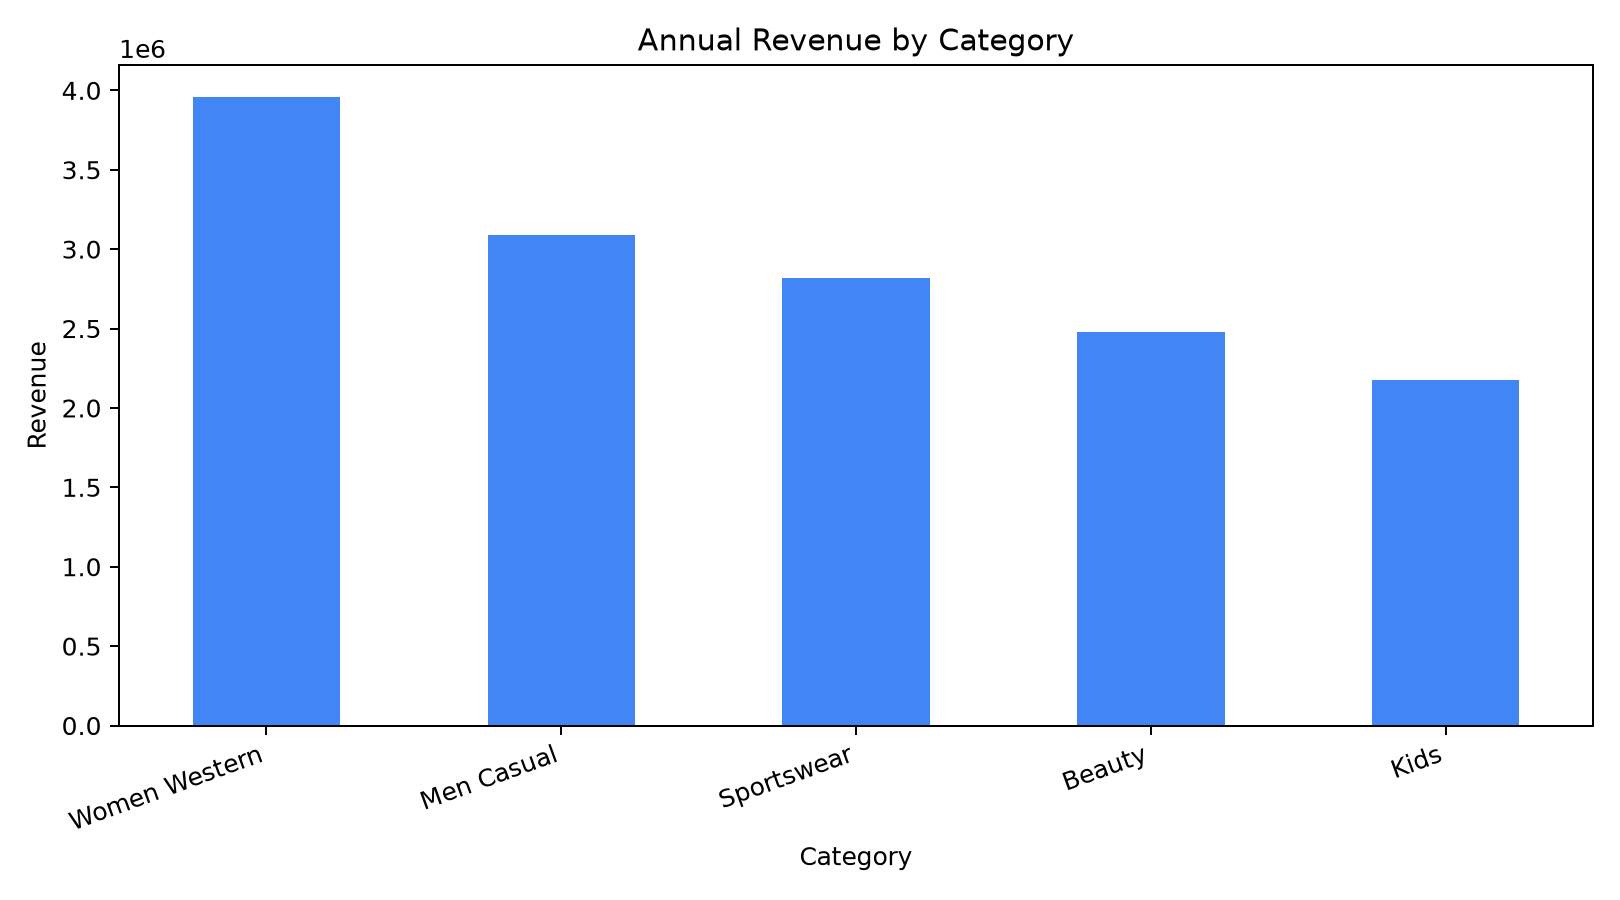 Annual Revenue by Category
1e6
4.0
3.5
3.0
2.5
2.0
1.5
1.0
0.5
0.0
Revenue
Women Western
Men Casual
Sportswear
Beauty
Kids
Category